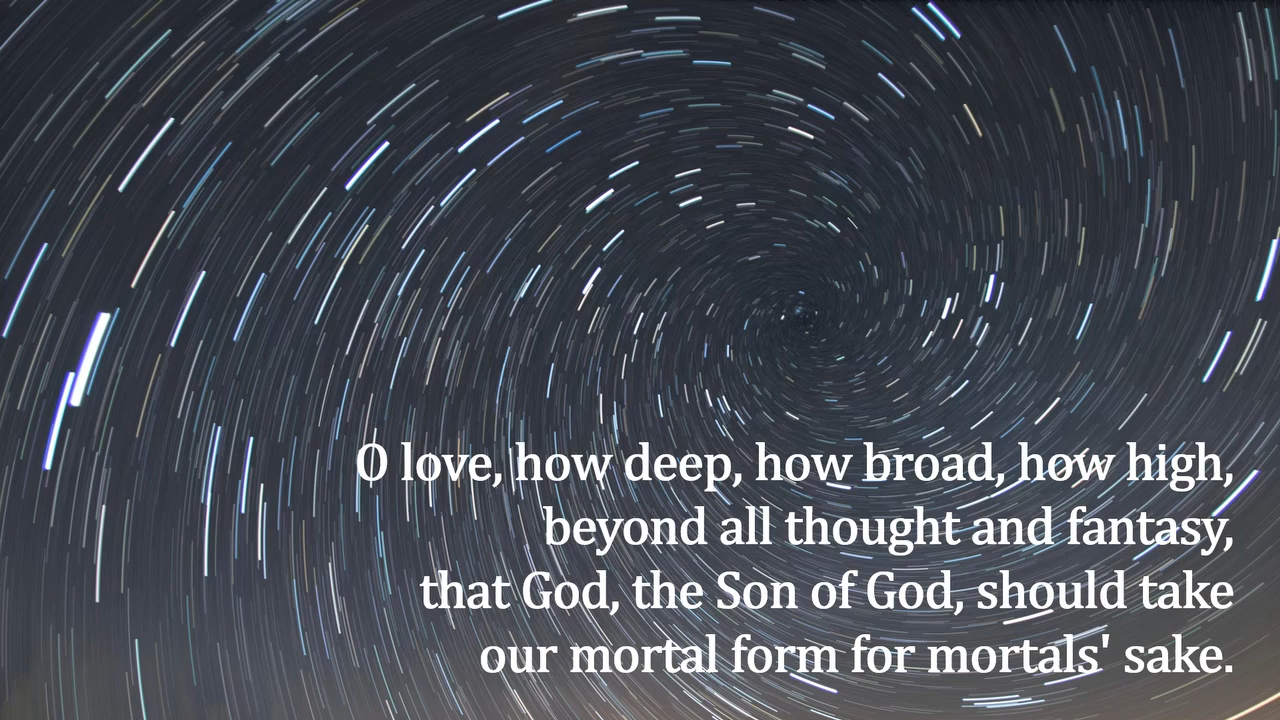 O love, how deep, how broad, how high,
beyond all thought and fantasy,
that God, the Son of God, should take
our mortal form for mortals' sake.